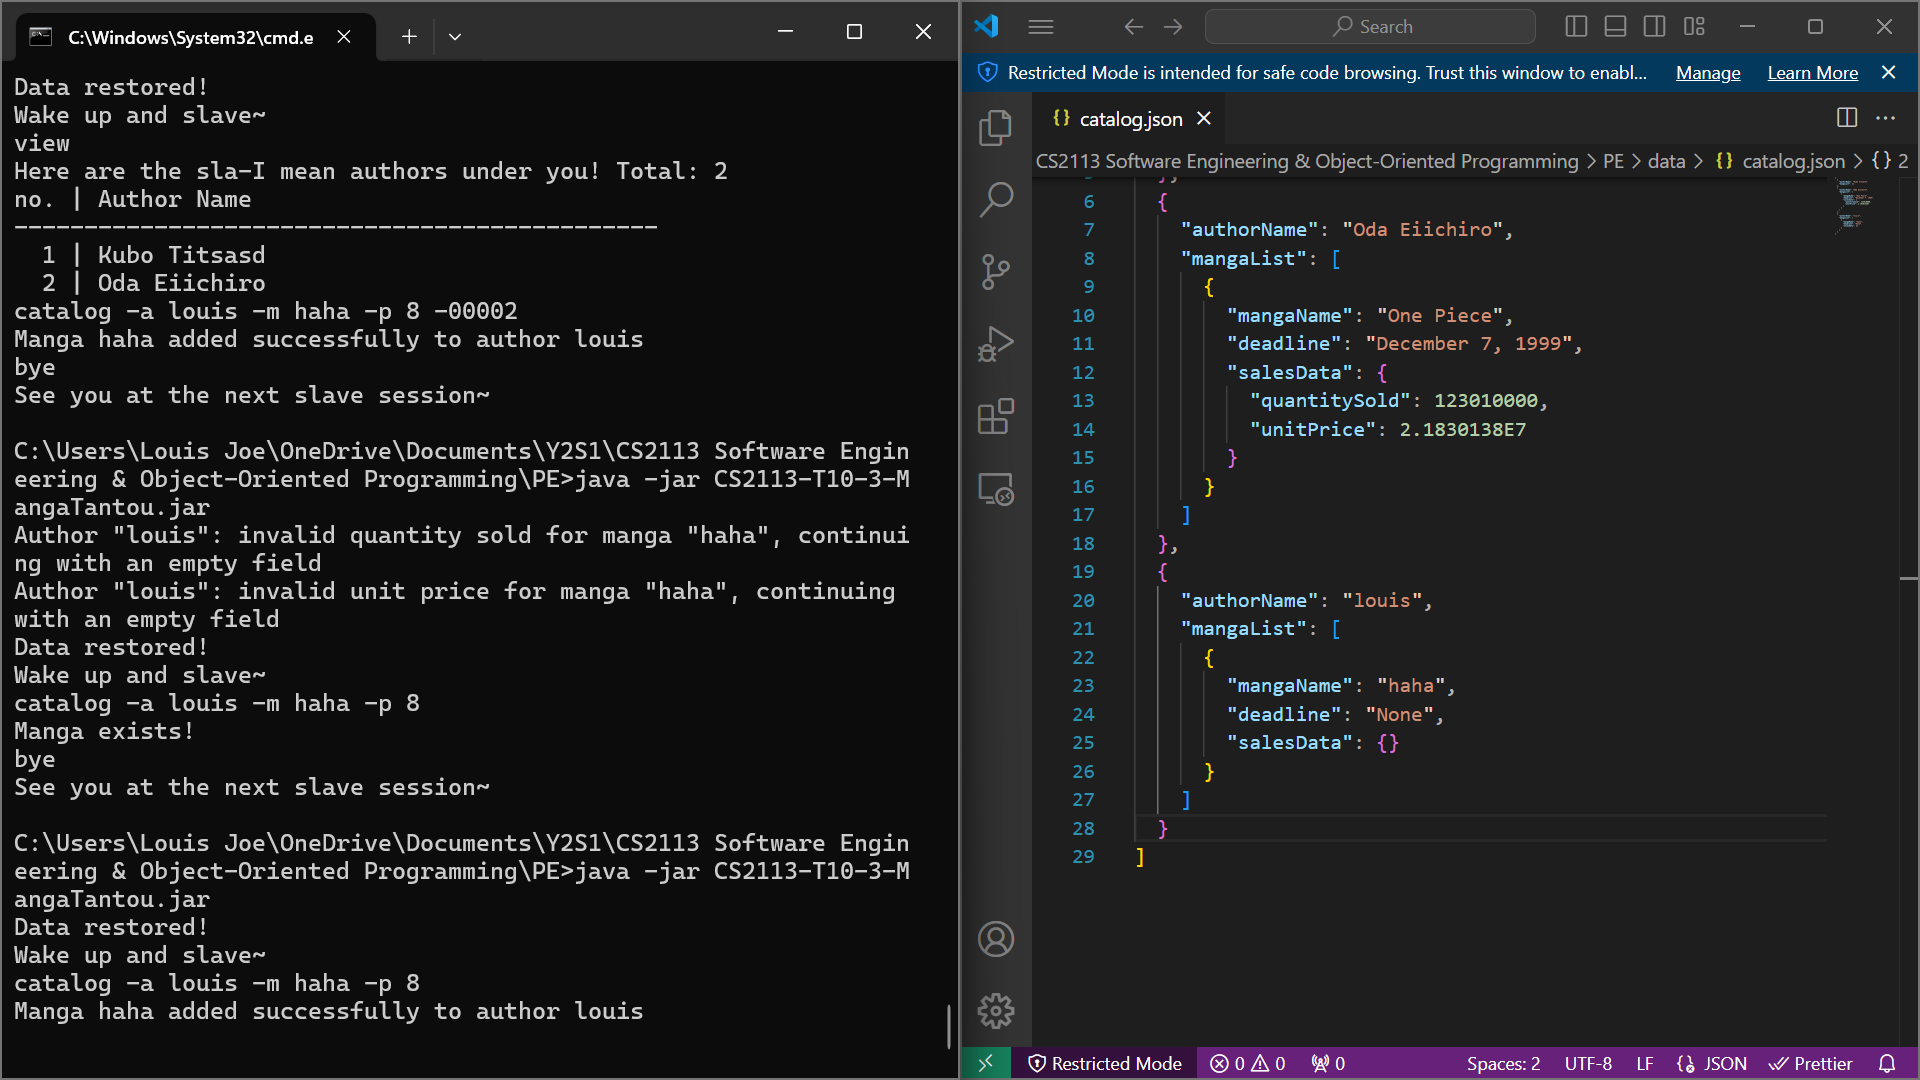 C:\Windows\System32\cmd.e
Data restored!
Wake up and slave~
view
Here are the sla-I mean authors under you! Total: 2
no. | Author Name
----------------------------------------------
1 | Kubo Titsasd
2 | Oda Eiichiro
catalog -a louis -m haha -p 8 -00002
Manga haha added successfully to author louis
bye
See you at the next slave session~
C:\Users\Louis Joe\OneDrive\Documents\Y2S1\CS2113 Software Engin
eering & Object-Oriented Programming\PE>java -jar CS2113-T10-3-M
angaTantou.jar
Author "louis": invalid quantity sold for manga "haha", continui
ng with an empty field
Author "louis": invalid unit price for manga "haha", continuing
with an empty field
Data restored!
Wake up and slave~
catalog -a louis -m haha -p 8
Manga exists!
bye
See you at the next slave session~
C:\Users\Louis Joe\OneDrive\Documents\Y2S1\CS2113 Software Engin
eering & Object-Oriented Programming\PE>java -jar CS2113-T10-3-M
angaTantou.jar
Data restored!
Wake up and slave~
catalog -a louis -m haha -p 8
Manga haha added successfully to author louis
Search
Restricted Mode is intended for safe code browsing. Trust this window to enabl... Manage Learn More
{} catalog.json
CS2113 Software Engineering & Object-Oriented Programming > PE > data > {} catalog.json > {} 2
6 {
7 "authorName": "Oda Eiichiro",
8 "mangaList": [
9 {
10 "mangaName": "One Piece",
11 "deadline": "December 7, 1999",
12 "salesData": {
13 "quantitySold": 123010000,
14 "unitPrice": 2.1830138E7
15 }
16 }
17 ]
18 },
19 {
20 "authorName": "louis",
21 "mangaList": [
22 {
23 "mangaName": "haha",
24 "deadline": "None",
25 "salesData": {}
26 }
27 ]
28 }
29 ]
Restricted Mode 0 0 0 Spaces: 2 UTF-8 LF {} JSON Prettier